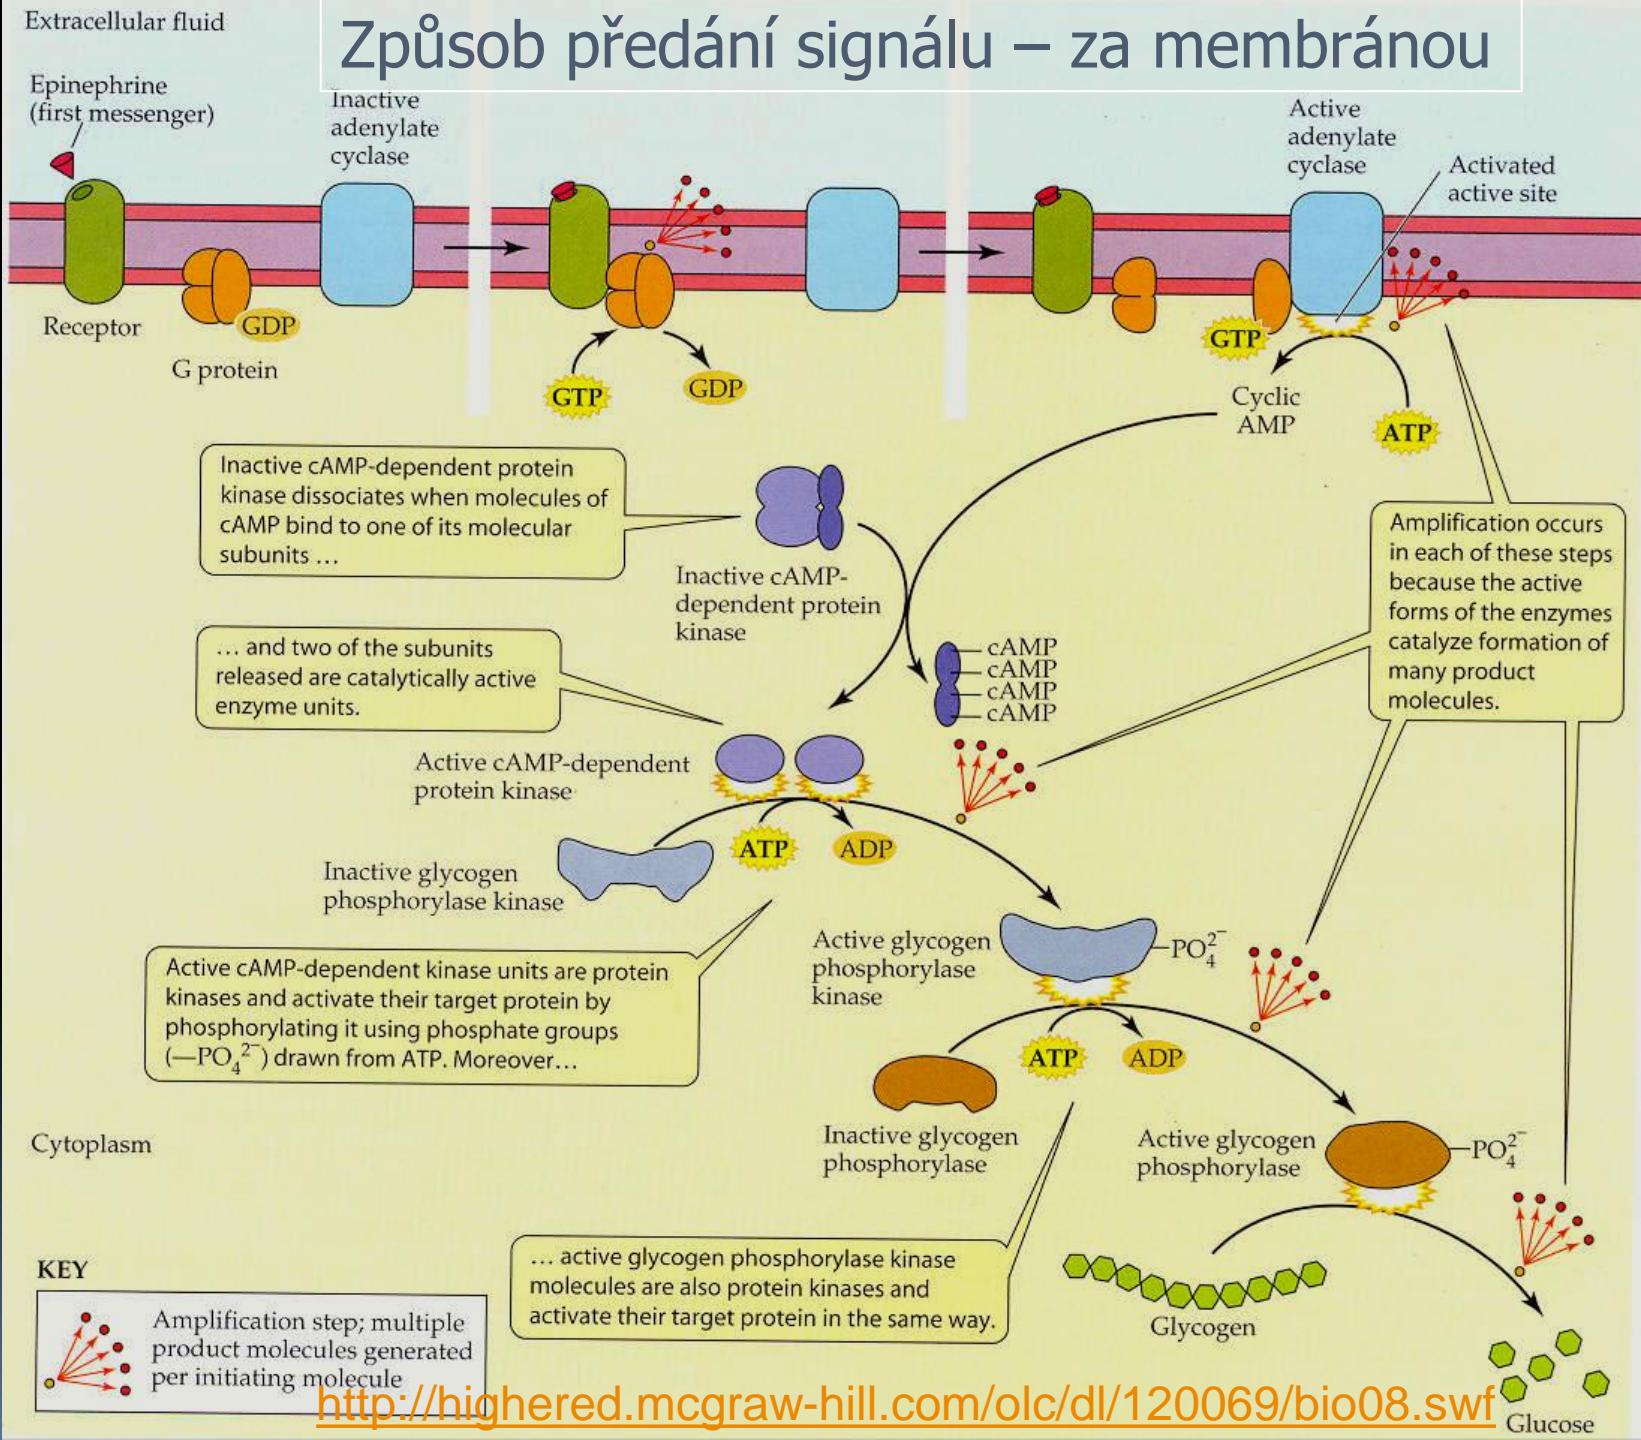 Způsob předání signálu – za membránou
Extracellular fluid
Epinephrine
(first messenger)
Inactive
adenylate
cyclase
Active
adenylate
cyclase
Activated
active site
Receptor
GDP
G protein
GTP
GDP
GTP
Cyclic
AMP
ATP
Inactive cAMP-dependent protein
kinase dissociates when molecules of
cAMP bind to one of its molecular
subunits …
Inactive cAMP-
dependent protein
kinase
Amplification occurs
in each of these steps
because the active
forms of the enzymes
catalyze formation of
many product
molecules.
… and two of the subunits
released are catalytically active
enzyme units.
cAMP
cAMP
cAMP
cAMP
Active cAMP-dependent
protein kinase
ATP
ADP
Inactive glycogen
phosphorylase kinase
Active glycogen
phosphorylase
kinase
—PO₄²⁻
Active cAMP-dependent kinase units are protein
kinases and activate their target protein by
phosphorylating it using phosphate groups
(—PO₄²⁻) drawn from ATP. Moreover…
ATP
ADP
Cytoplasm
Inactive glycogen
phosphorylase
Active glycogen
phosphorylase
—PO₄²⁻
… active glycogen phosphorylase kinase
molecules are also protein kinases and
activate their target protein in the same way.
Glycogen
Glucose
KEY
Amplification step; multiple
product molecules generated
per initiating molecule
http://highered.mcgraw-hill.com/olc/dl/120069/bio08.swf